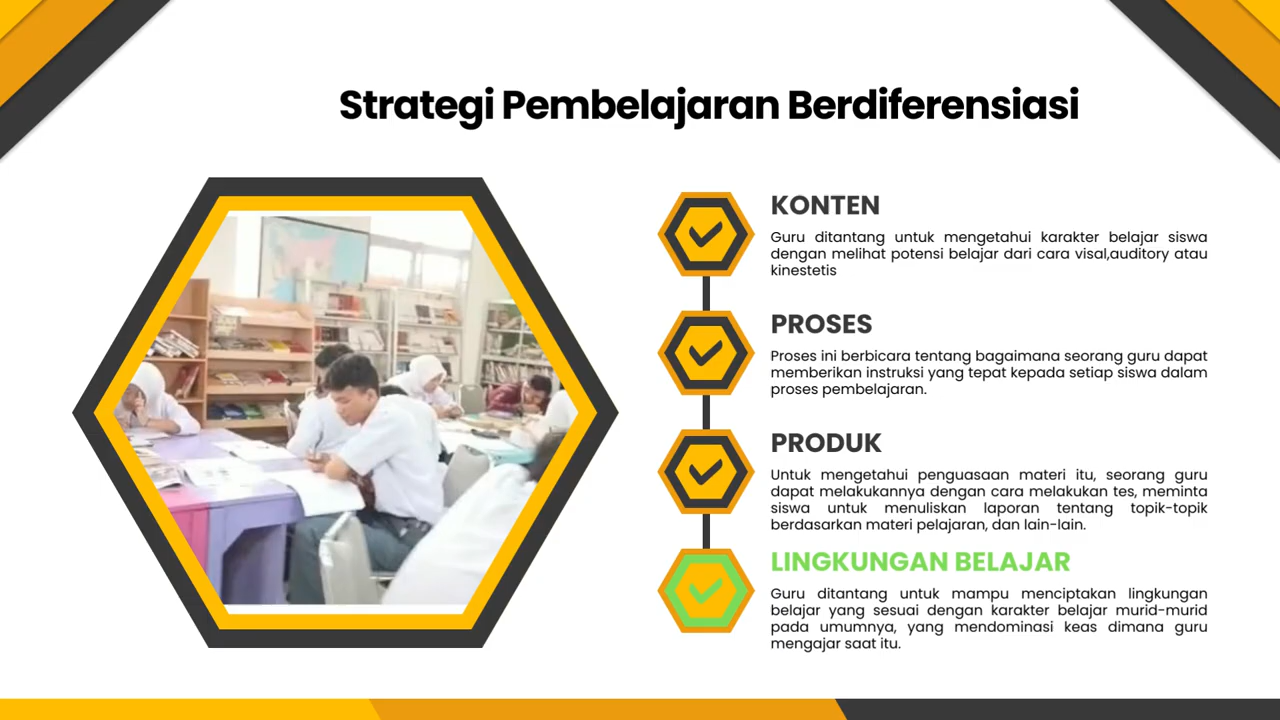 Strategi Pembelajaran Berdiferensiasi
KONTEN
Guru ditantang untuk mengetahui karakter belajar siswa
dengan melihat potensi belajar dari cara visal,auditory atau
kinestetis
PROSES
Proses ini berbicara tentang bagaimana seorang guru dapat
memberikan instruksi yang tepat kepada setiap siswa dalam
proses pembelajaran.
PRODUK
Untuk mengetahui penguasaan materi itu, seorang guru
dapat melakukannya dengan cara melakukan tes, meminta
siswa untuk menuliskan laporan tentang topik-topik
berdasarkan materi pelajaran, dan lain-lain.
LINGKUNGAN BELAJAR
Guru ditantang untuk mampu menciptakan lingkungan
belajar yang sesuai dengan karakter belajar murid-murid
pada umumnya, yang mendominasi keas dimana guru
mengajar saat itu.